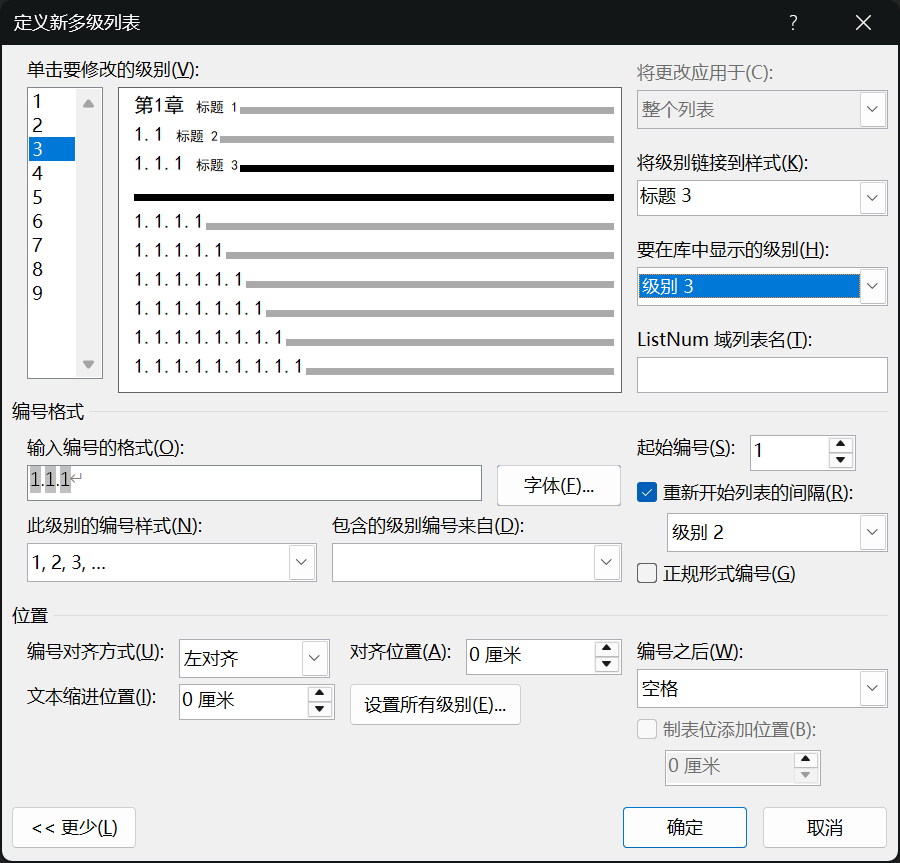 定义新多级列表
?
单击要修改的级别(V):
1
2
3
4
5
6
7
8
9
第1章 标题 1
1.1 标题 2
1.1.1 标题 3
1.1.1.1
1.1.1.1.1
1.1.1.1.1.1
1.1.1.1.1.1.1
1.1.1.1.1.1.1.1
1.1.1.1.1.1.1.1.1
将更改应用于(C):
整个列表
将级别链接到样式(K):
标题 3
要在库中显示的级别(H):
级别 3
ListNum 域列表名(T):
编号格式
输入编号的格式(O):
1.1.1↵
字体(F)...
起始编号(S):
1
重新开始列表的间隔(R):
级别 2
正规形式编号(G)
此级别的编号样式(N):
1, 2, 3, ...
包含的级别编号来自(D):
位置
编号对齐方式(U):
左对齐
对齐位置(A):
0 厘米
文本缩进位置(I):
0 厘米
设置所有级别(E)...
编号之后(W):
空格
制表位添加位置(B):
0 厘米
<< 更少(L)
确定
取消